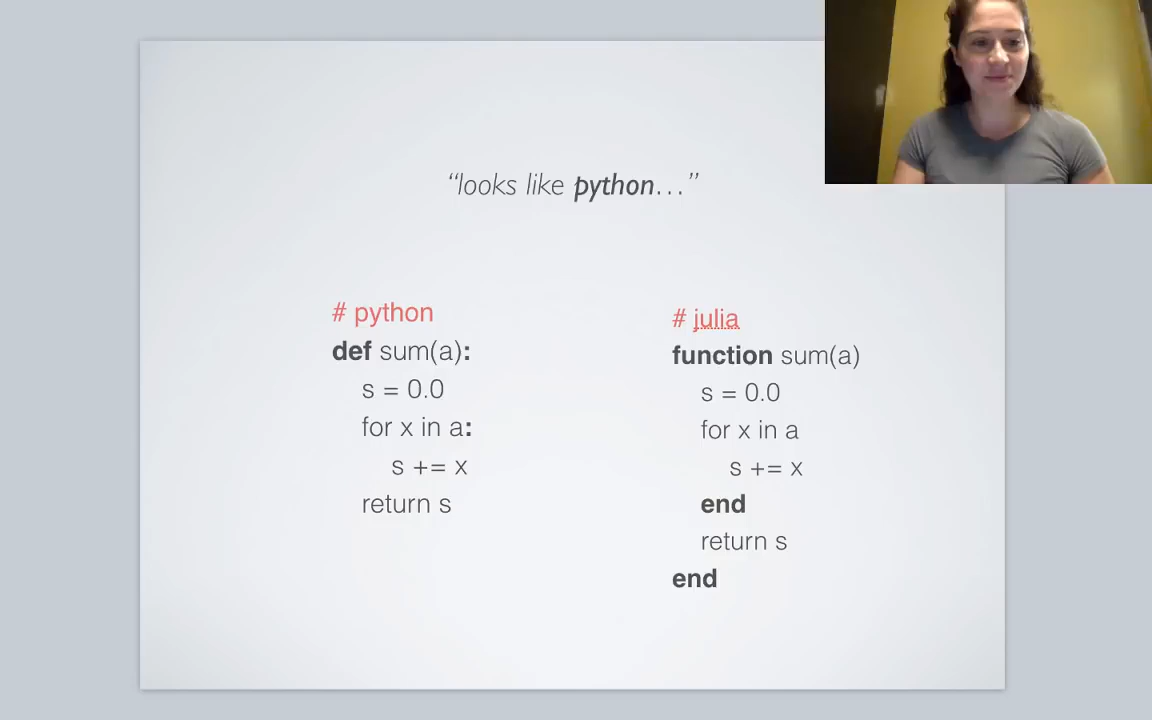 “looks like python…”
# python
def sum(a):
s = 0.0
for x in a:
s += x
return s
# julia
function sum(a)
s = 0.0
for x in a
s += x
end
return s
end